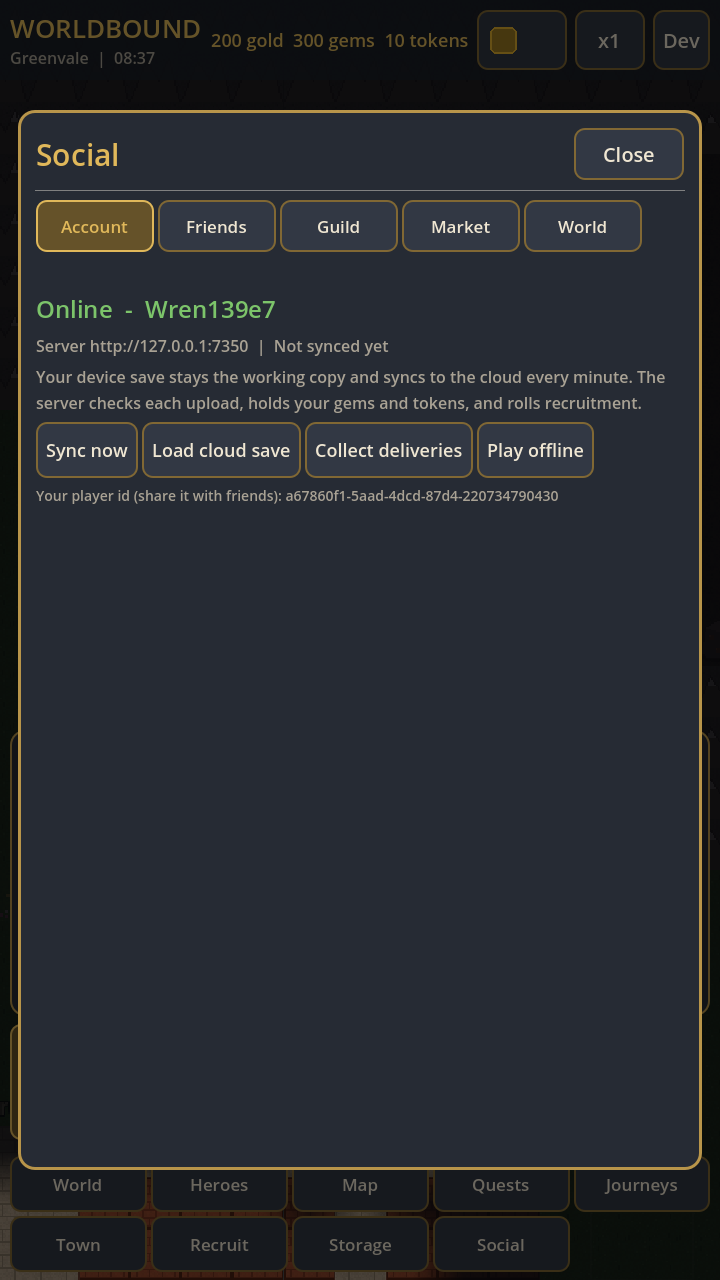 WORLDBOUND
Greenvale | 08:37
200 gold 300 gems 10 tokens
x1
Dev
Social
Close
Account Friends Guild Market World
Online - Wren139e7
Server http://127.0.0.1:7350 | Not synced yet
Your device save stays the working copy and syncs to the cloud every minute. The
server checks each upload, holds your gems and tokens, and rolls recruitment.
Sync now Load cloud save Collect deliveries Play offline
Your player id (share it with friends): a67860f1-5aad-4dcd-87d4-220734790430
World Heroes Map Quests Journeys
Town Recruit Storage Social